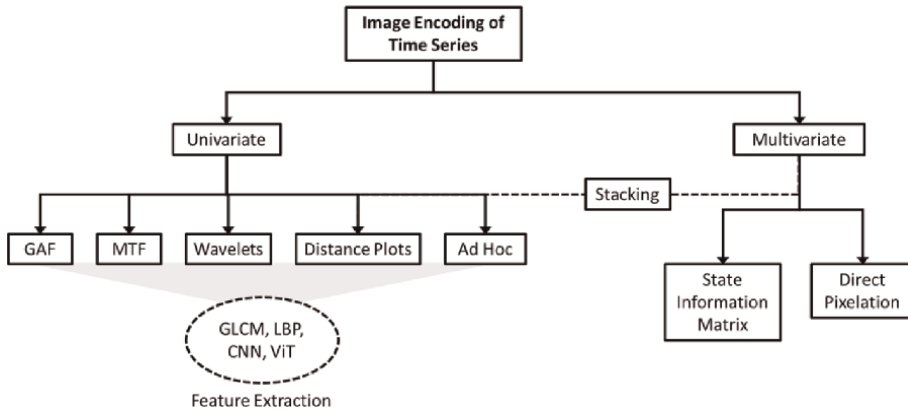 Image Encoding of
Time Series
Univariate
Multivariate
Stacking
GAF
MTF
Wavelets
Distance Plots
Ad Hoc
State
Information
Matrix
Direct
Pixelation
GLCM, LBP,
CNN, ViT
Feature Extraction